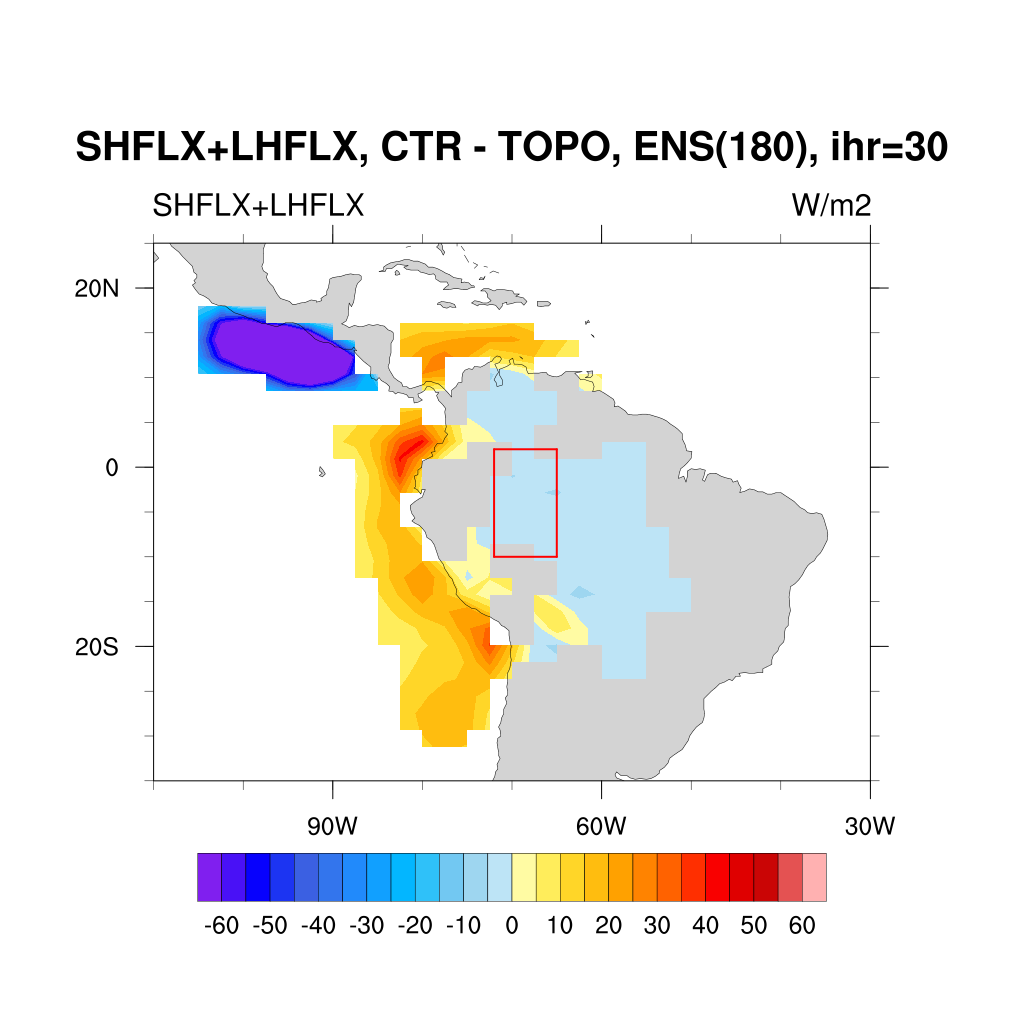 SHFLX+LHFLX, CTR - TOPO, ENS(180), ihr=30
SHFLX+LHFLX W/m2
20N
0
20S
90W 60W 30W
-60 -50 -40 -30 -20 -10 0 10 20 30 40 50 60